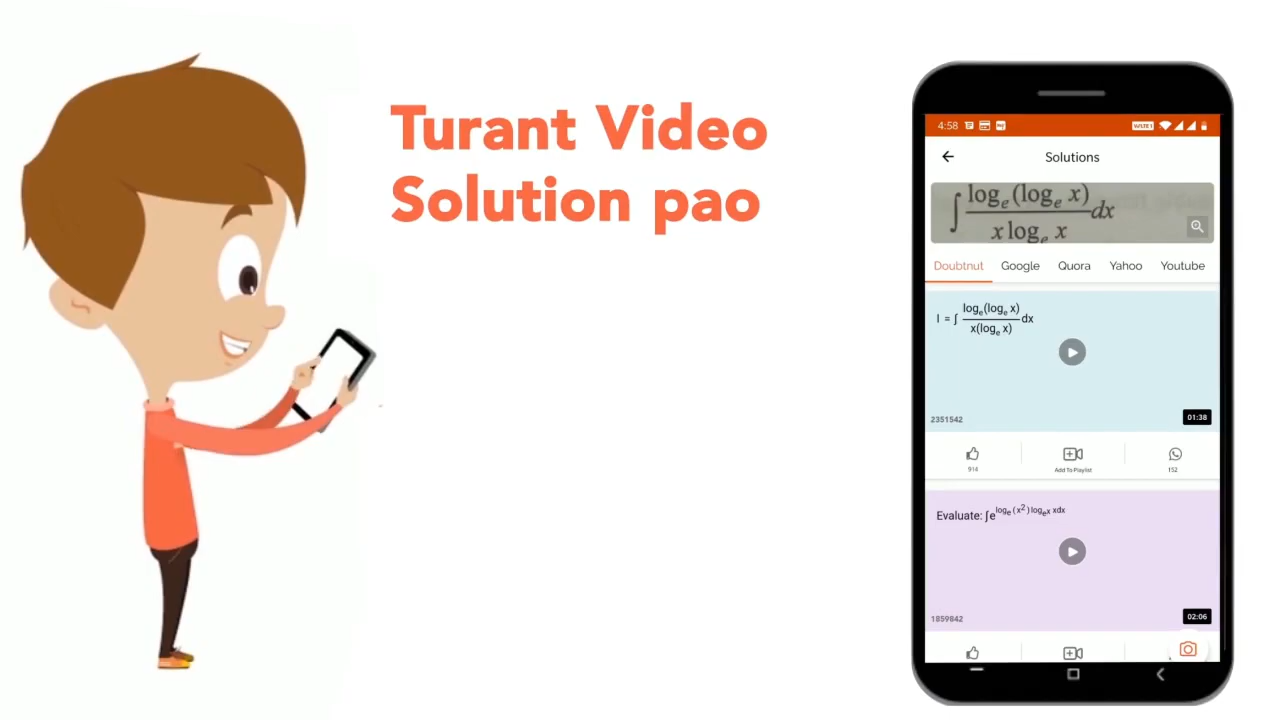 Turant Video
Solution pao
4:58
VoLTE1
Solutions
∫ logₑ(logₑ x) / x logₑ x dx
Doubtnut Google Quora Yahoo Youtube
I = ∫ logₑ(logₑ x) / x(logₑ x) dx
2351542 01:38
914 Add To Playlist 152
Evaluate: ∫e^logₑ(x²)logₑx xdx
1859842 02:06